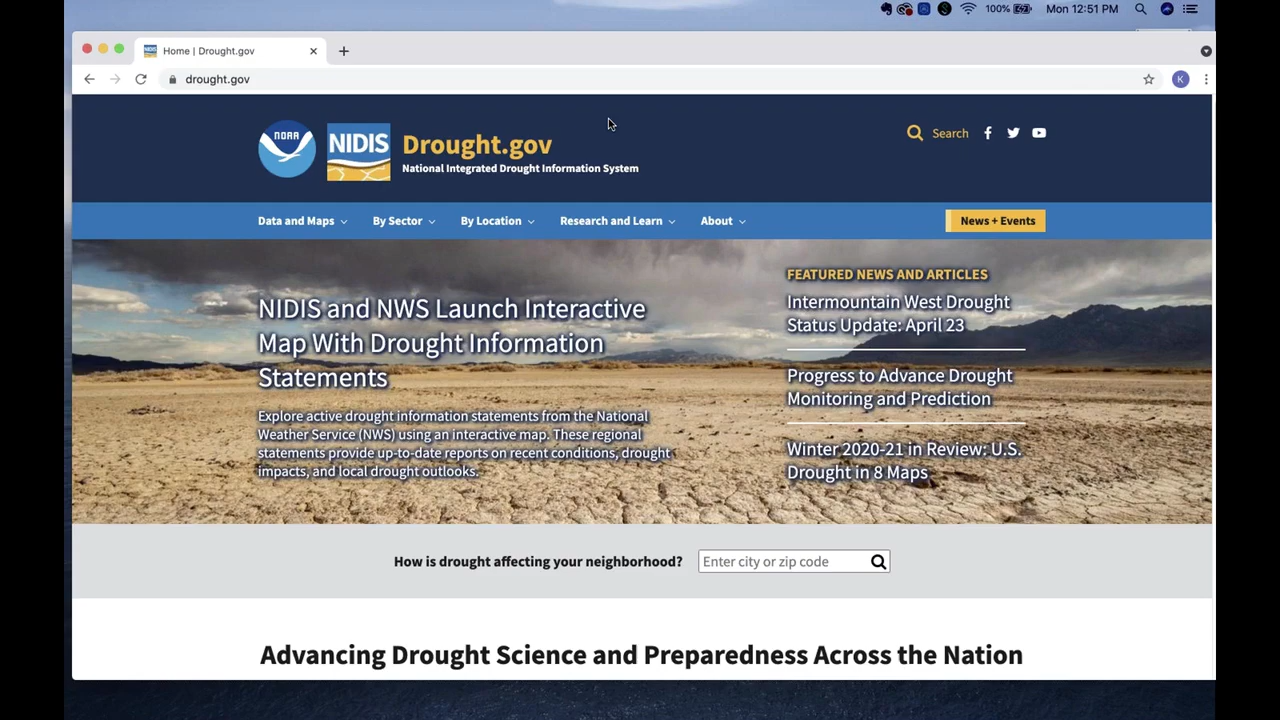 100% Mon 12:51 PM
Home | Drought.gov
drought.gov
K
NOAA
NIDIS
Drought.gov
National Integrated Drought Information System
Search
Data and Maps By Sector By Location Research and Learn About News + Events
NIDIS and NWS Launch Interactive
Map With Drought Information
Statements
Explore active drought information statements from the National
Weather Service (NWS) using an interactive map. These regional
statements provide up-to-date reports on recent conditions, drought
impacts, and local drought outlooks.
FEATURED NEWS AND ARTICLES
Intermountain West Drought
Status Update: April 23
Progress to Advance Drought
Monitoring and Prediction
Winter 2020-21 in Review: U.S.
Drought in 8 Maps
How is drought affecting your neighborhood? Enter city or zip code
Advancing Drought Science and Preparedness Across the Nation